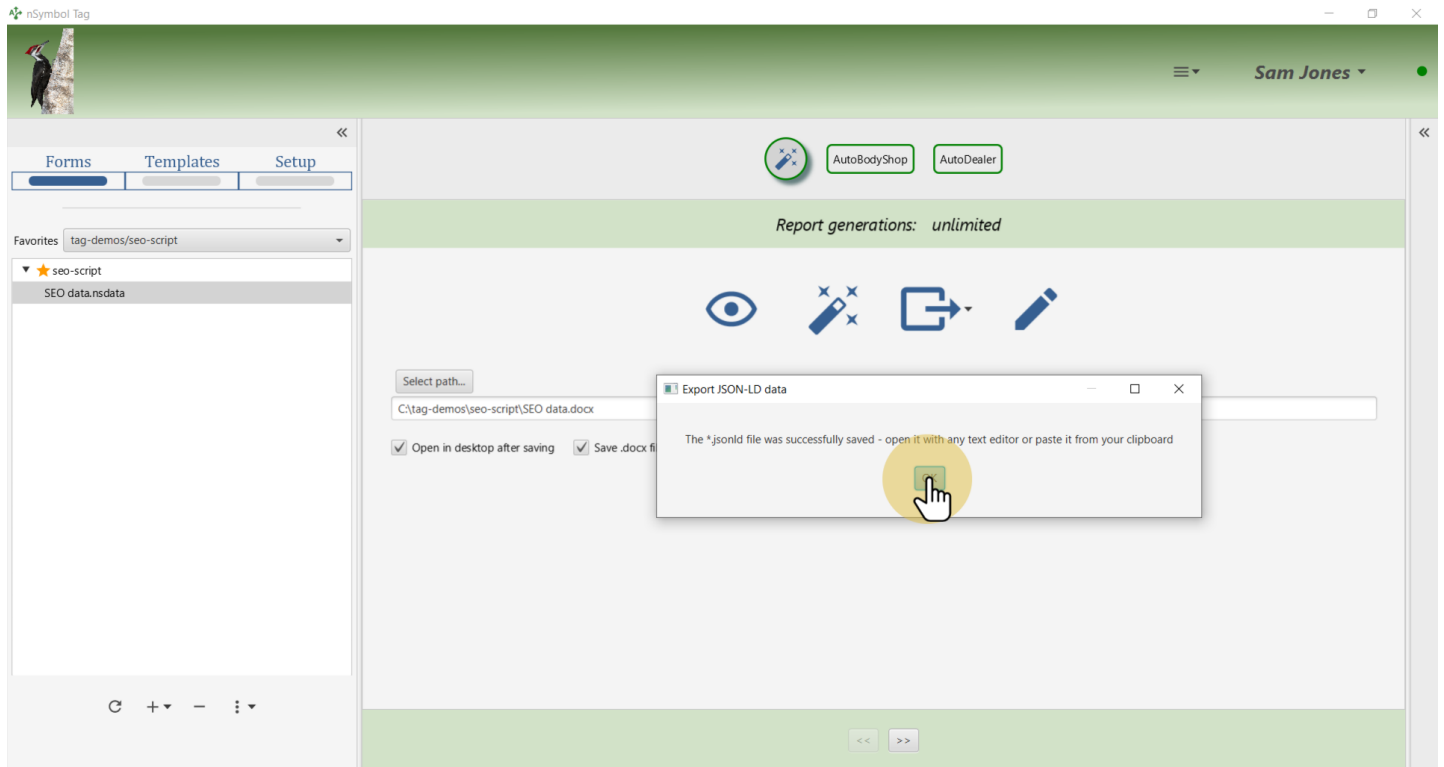 nSymbol Tag
Sam Jones
Forms Templates Setup
AutoBodyShop AutoDealer
Report generations: unlimited
Favorites tag-demos/seo-script
seo-script
SEO data.nsdata
Select path...
C:\tag-demos\seo-script\SEO data.docx
Open in desktop after saving Save .docx fi
Export JSON-LD data
The *.jsonld file was successfully saved - open it with any text editor or paste it from your clipboard
OK
<< >>